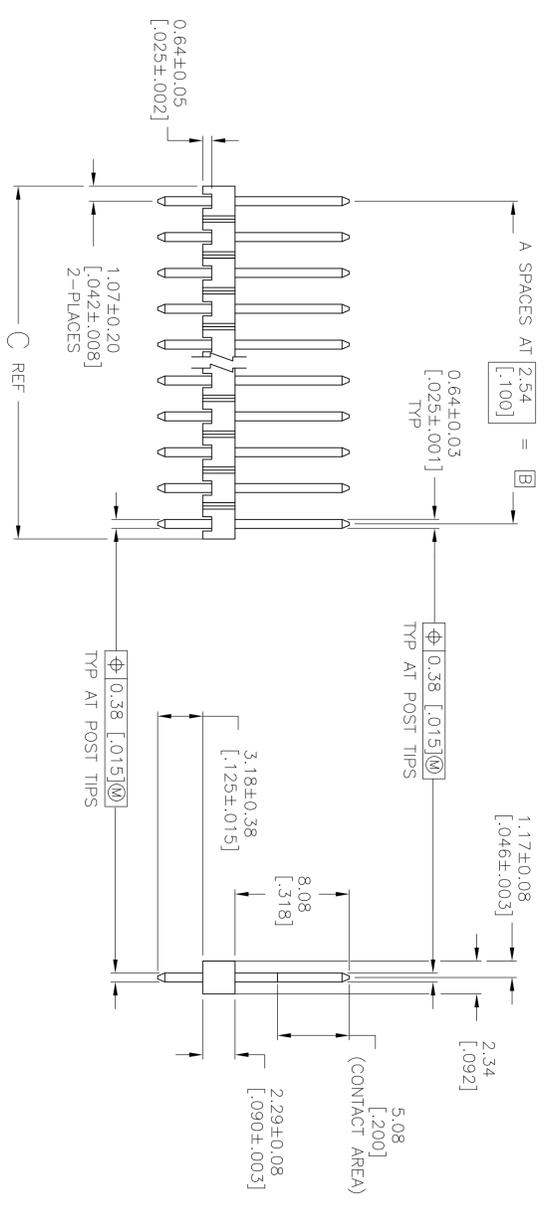 A SPACES AT 2.54 = B
[.100]
0.64±0.03
[.025±.001]
TYP
0.64±0.05
[.025±.002]
1.07±0.20
[.042±.008]
2-PLACES
C REF
⌖ 0.38 [.015]Ⓜ
TYP AT POST TIPS
⌖ 0.38 [.015]Ⓜ
TYP AT POST TIPS
1.17±0.08
[.046±.003]
2.34
[.092]
8.08
[.318]
3.18±0.38
[.125±.015]
5.08
[.200]
(CONTACT AREA)
2.29±0.08
[.090±.003]